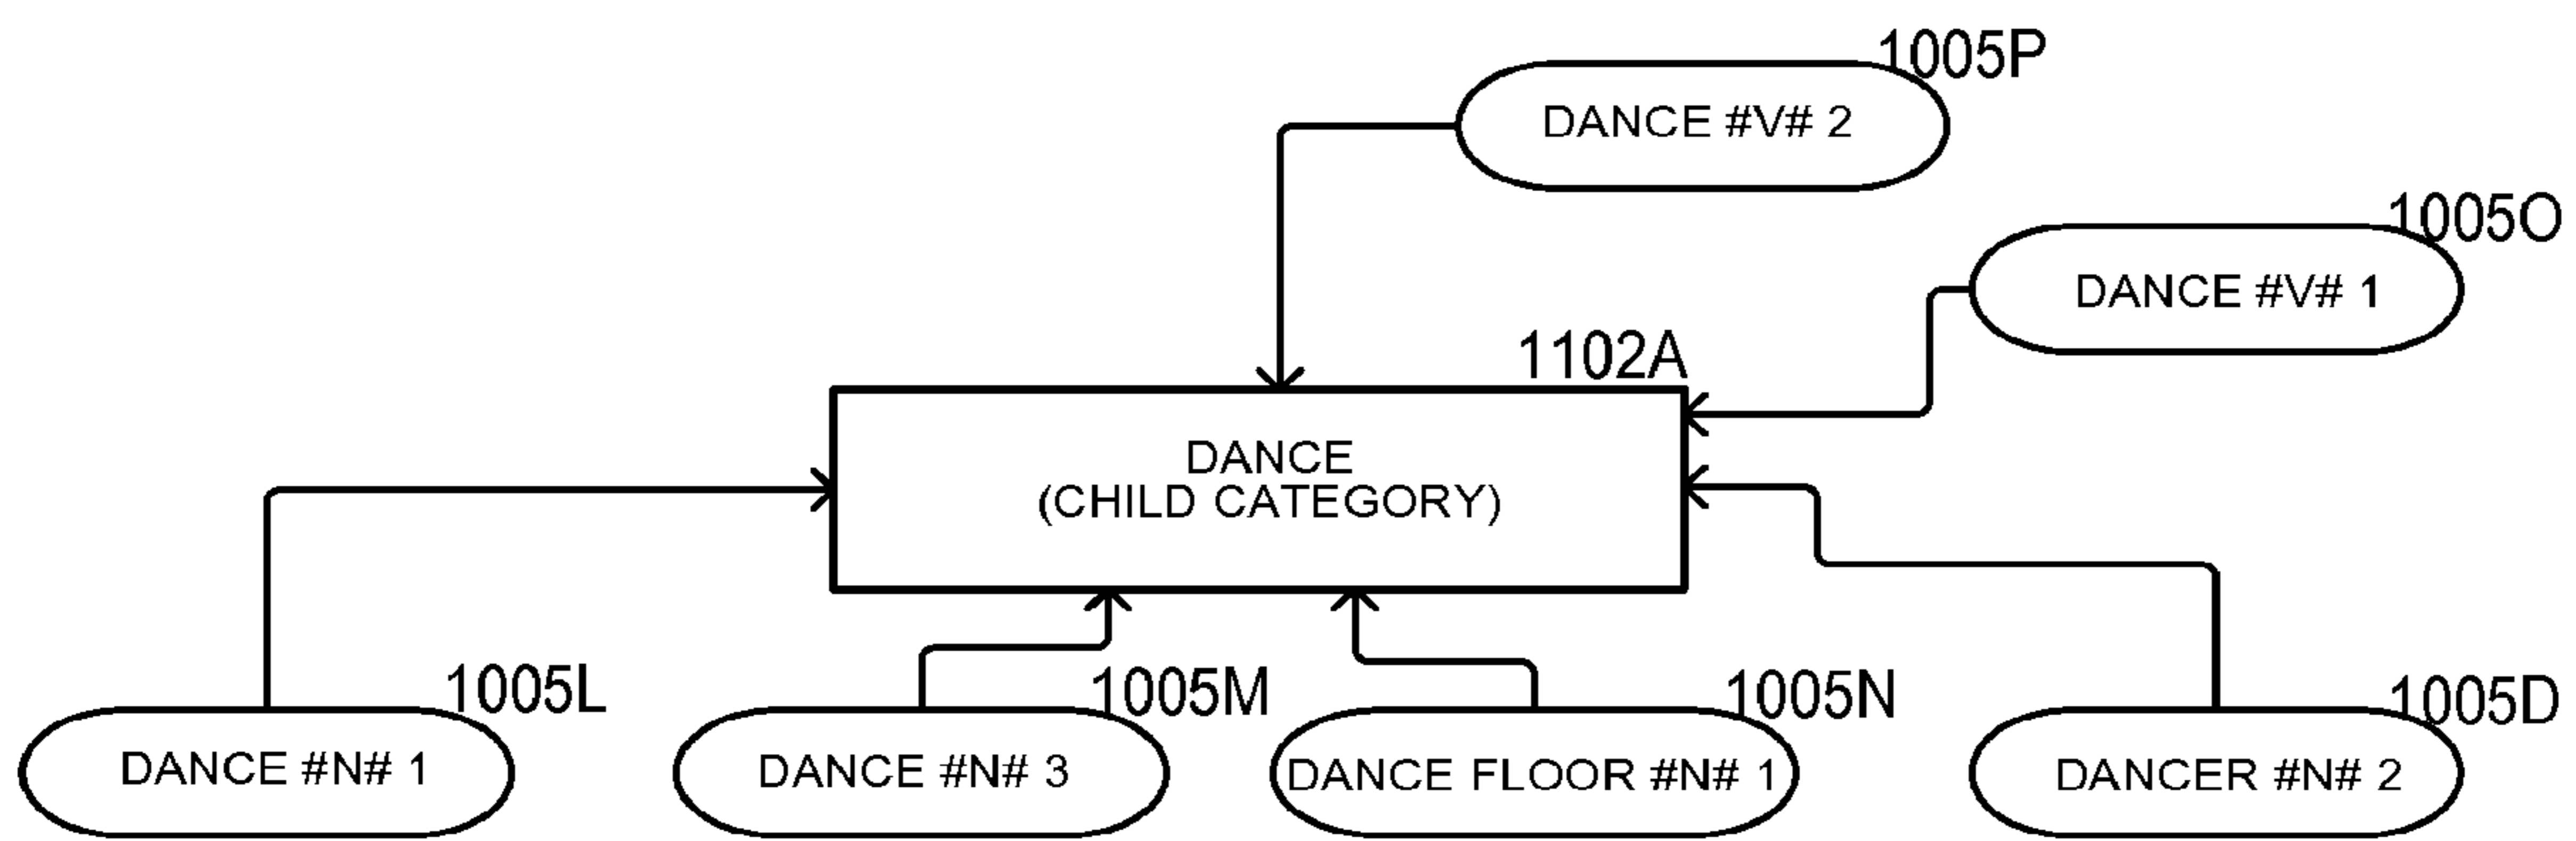 1005P
DANCE #V# 2
1005O
DANCE #V# 1
1102A
DANCE
(CHILD CATEGORY)
1005L
DANCE #N# 1
1005M
DANCE #N# 3
1005N
DANCE FLOOR #N# 1
1005D
DANCER #N# 2